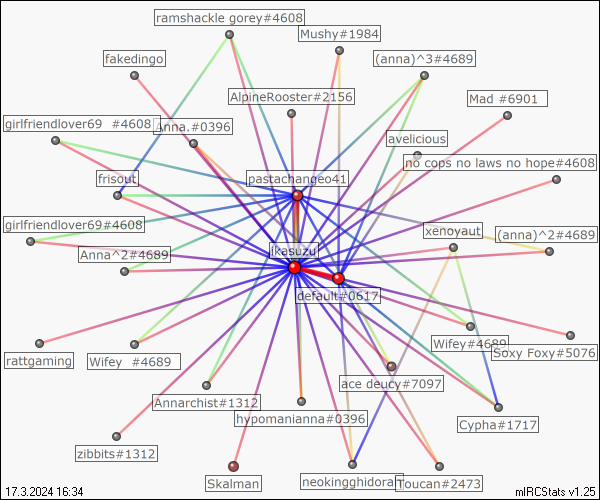 ramshackle gorey#4608
Mushy#1984
fakedingo
(anna)^3#4689
AlpineRooster#2156
Mad #6901
girlfriendlover69 #4608
Anna.#0396
avelicious
no cops no laws no hope#4608
frisout
pastachangeo41
girlfriendlover69#4608
xenoyaut
(anna)^2#4689
Anna^2#4689
ikasuzu
default#0617
rattgaming
Wifey #4689
Wifey#4689
Soxy Foxy#5076
ace deucy#7097
Annarchist#1312
hypomanianna#0396
Cypha#1717
zibbits#1312
Skalman
neokingghidorah
Toucan#2473
17.3.2024 16:34
mIRCStats v1.25